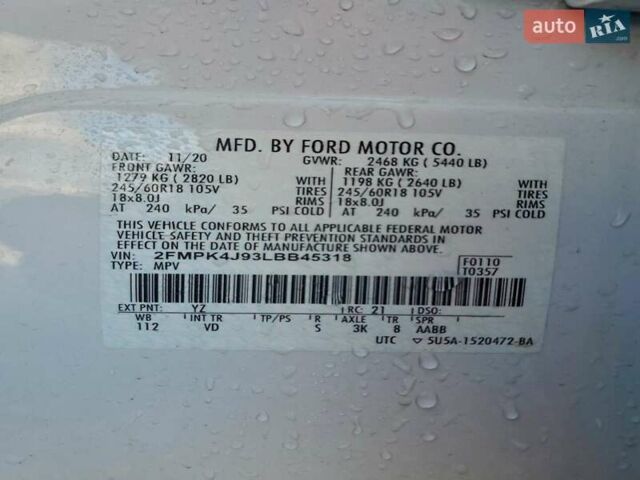 auto RIA
.com
MFD. BY FORD MOTOR CO.
DATE: 11/20 GVWR: 2468 KG ( 5440 LB)
FRONT GAWR: REAR GAWR:
1279 KG ( 2820 LB) WITH 1198 KG ( 2640 LB) WITH
245/60R18 105V TIRES 245/60R18 105V TIRES
18x8.0J RIMS 18x8.0J RIMS
AT 240 kPa/ 35 PSI COLD AT 240 kPa/ 35 PSI COLD
THIS VEHICLE CONFORMS TO ALL APPLICABLE FEDERAL MOTOR
VEHICLE SAFETY AND THEFT PREVENTION STANDARDS IN
EFFECT ON THE DATE OF MANUFACTURE SHOWN ABOVE.
VIN: 2FMPK4J93LBB45318 F0110
TYPE: MPV T0357
EXT PNT: YZ RC: 21 DSO:
WB INT TR TP/PS R AXLE TR SPR
112 VD S 3K 8 AABB
UTC ▽ 5U5A-1520472-BA